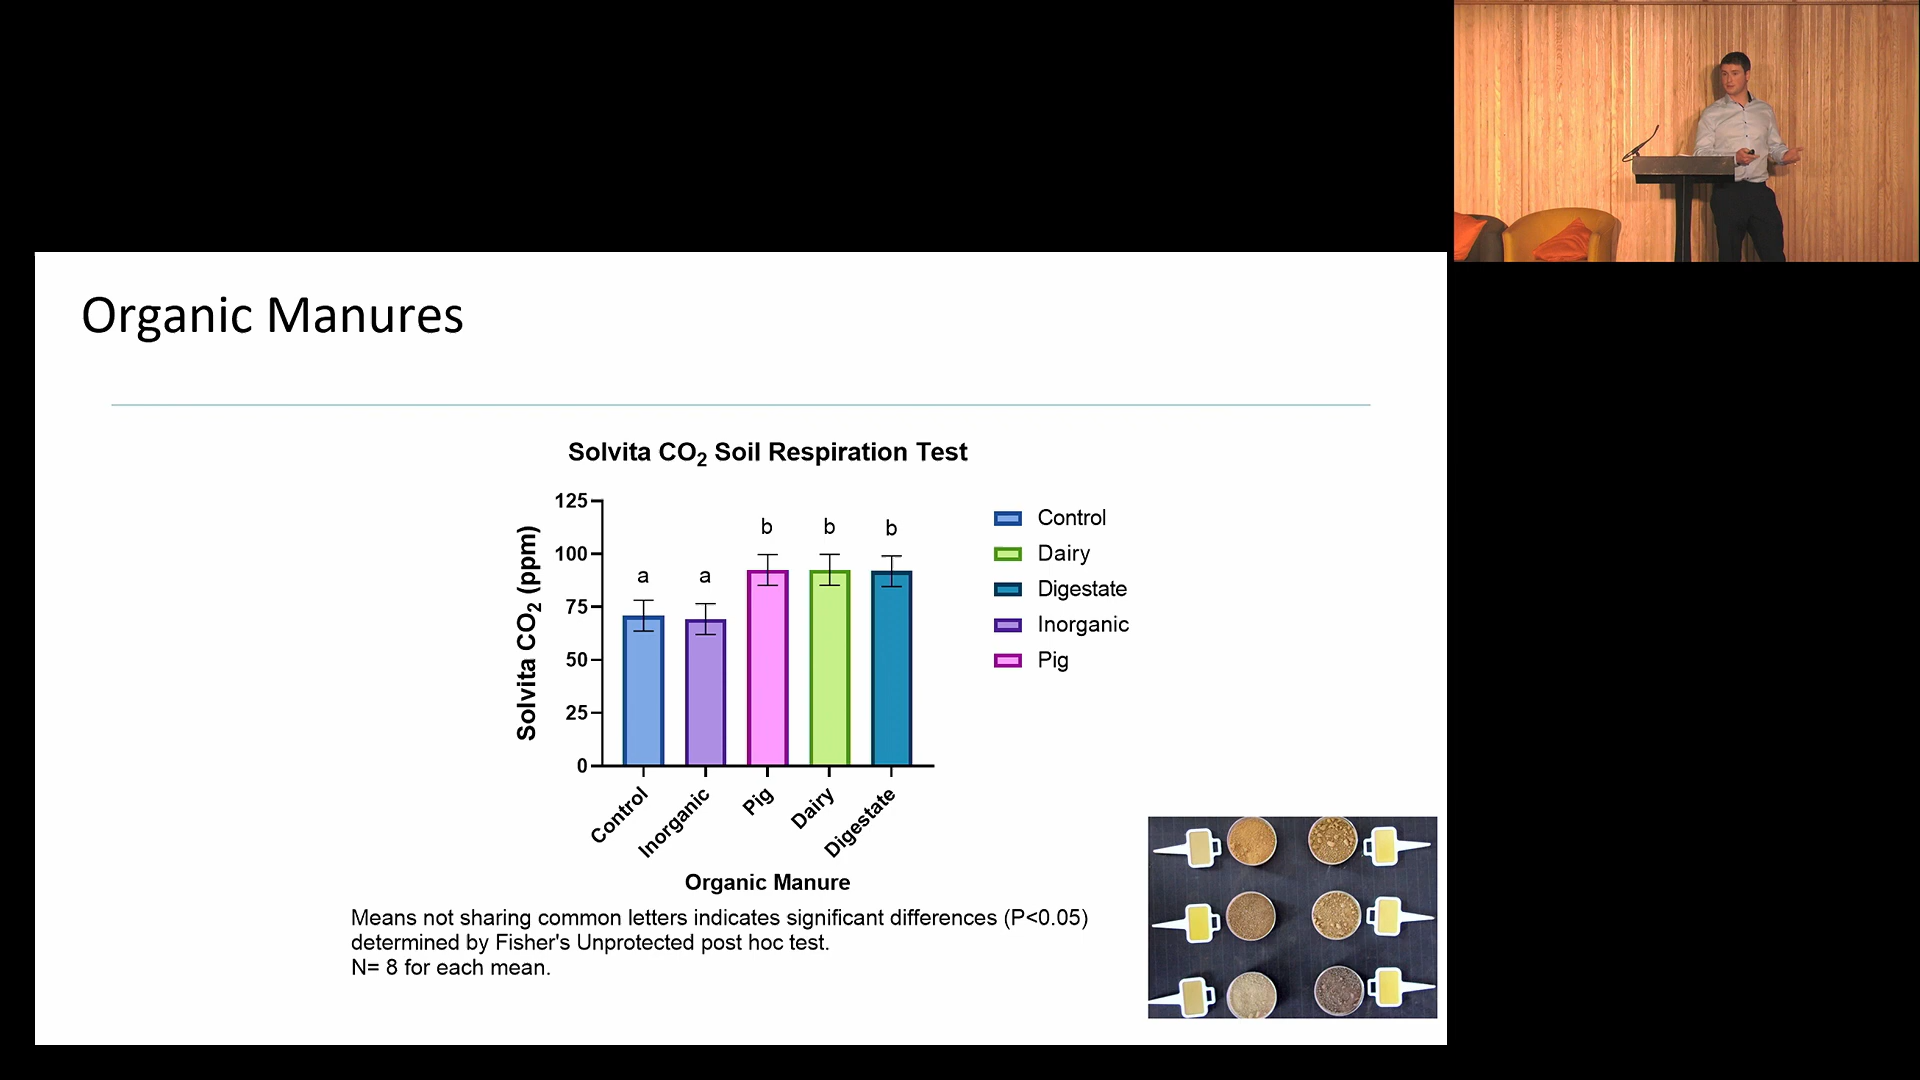 Organic Manures
Solvita CO₂ Soil Respiration Test
Solvita CO₂ (ppm)
125
100
75
50
25
0
a
a
b
b
b
Control
Inorganic
Pig
Dairy
Digestate
Organic Manure
Control
Dairy
Digestate
Inorganic
Pig
Means not sharing common letters indicates significant differences (P<0.05)
determined by Fisher's Unprotected post hoc test.
N= 8 for each mean.